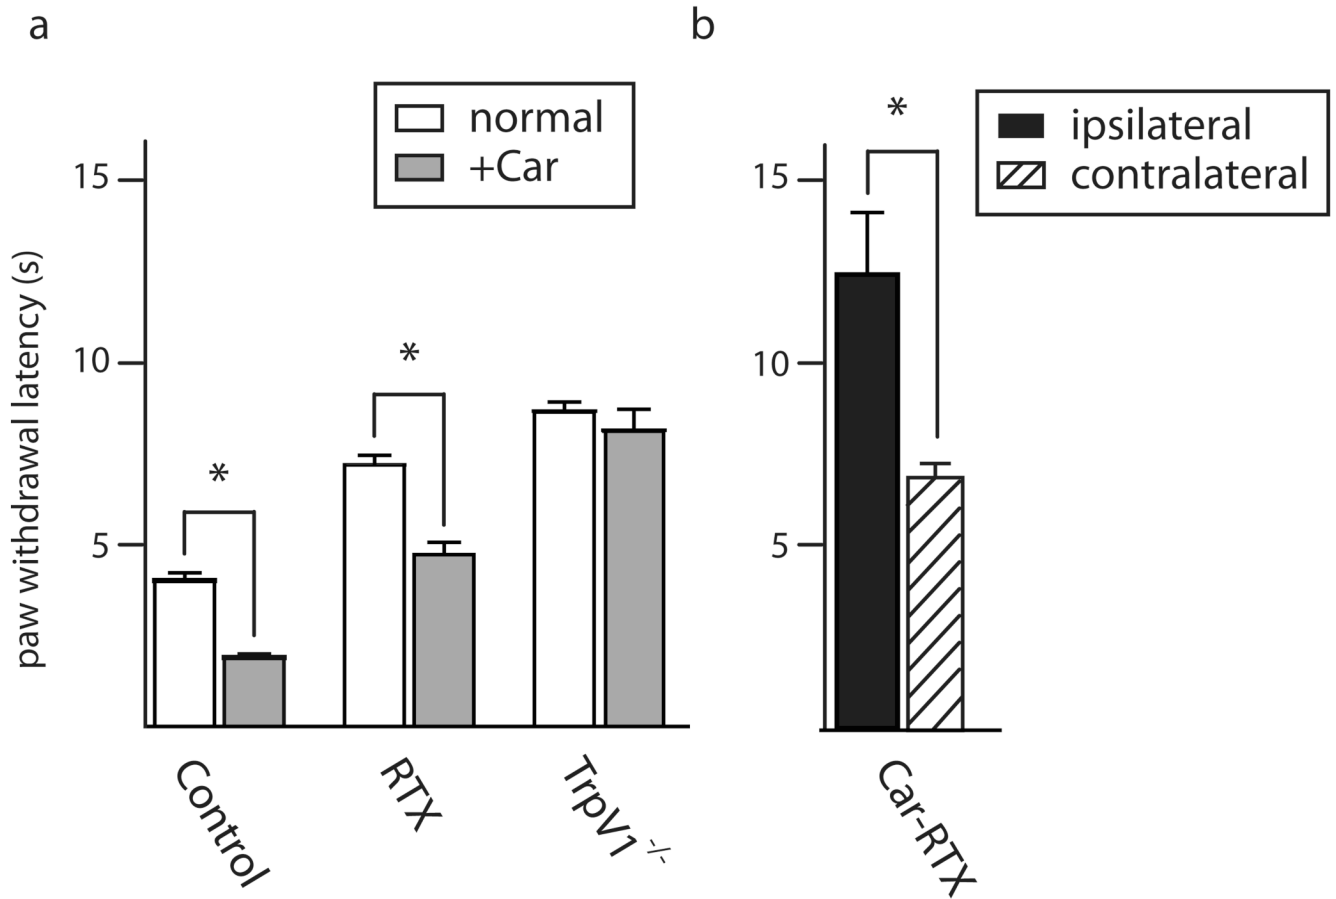 a
b
normal
+Car
ipsilateral
contralateral
paw withdrawal latency (s)
15
10
5
*
*
Control
RTX
TrpV1 -/-
15
10
5
*
Car-RTX